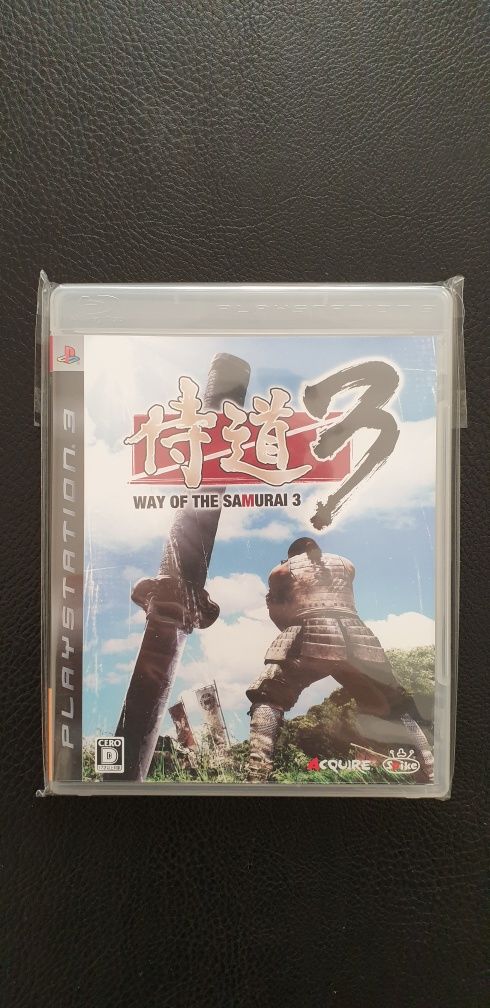 PLAYSTATION 3
PLAYSTATION 3
侍道3
WAY OF THE SAMURAI 3
CERO
D
ACQUIRE
Spike